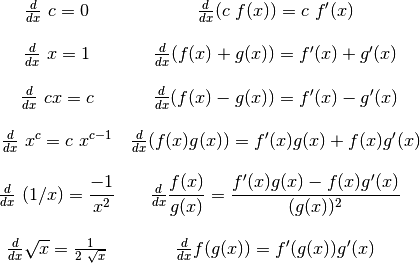 d/dx c = 0    d/dx (c f(x)) = c f′(x)
d/dx x = 1    d/dx (f(x) + g(x)) = f′(x) + g′(x)
d/dx cx = c    d/dx (f(x) − g(x)) = f′(x) − g′(x)
d/dx x^c = c x^{c−1}    d/dx (f(x)g(x)) = f′(x)g(x) + f(x)g′(x)
d/dx (1/x) = −1/x^2    d/dx f(x)/g(x) = (f′(x)g(x) − f(x)g′(x))/(g(x))^2
d/dx √x = 1/(2 √x)    d/dx f(g(x)) = f′(g(x))g′(x)